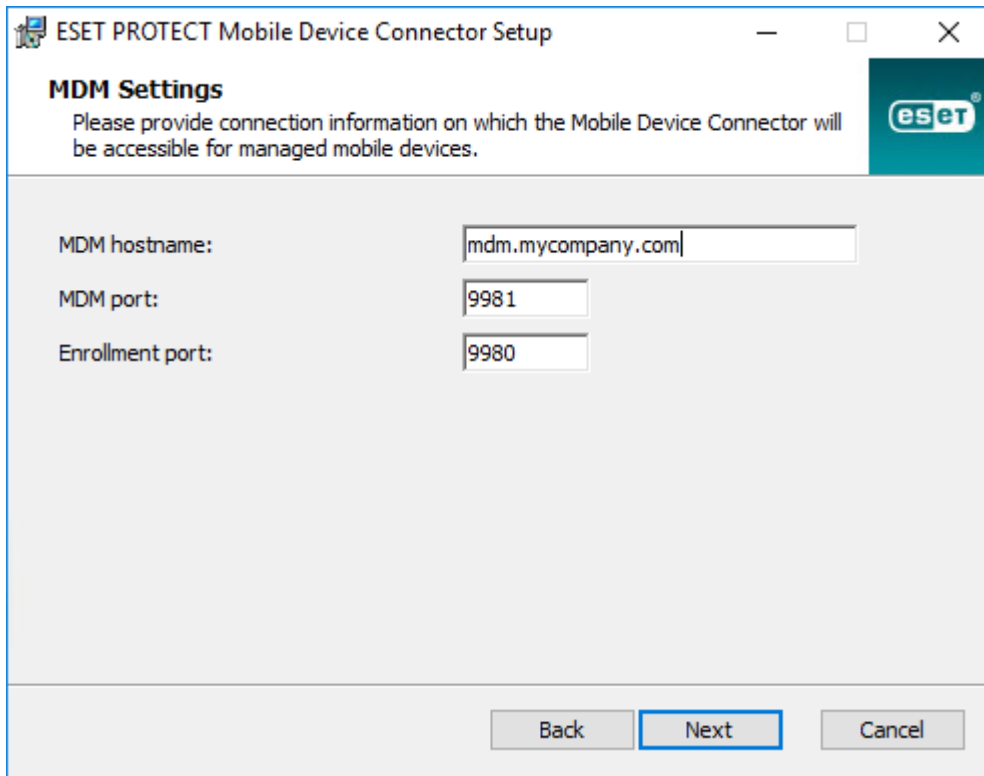 ESET PROTECT Mobile Device Connector Setup
MDM Settings
Please provide connection information on which the Mobile Device Connector will
be accessible for managed mobile devices.
eseT®
MDM hostname:
mdm.mycompany.com
MDM port:
9981
Enrollment port:
9980
Back
Next
Cancel